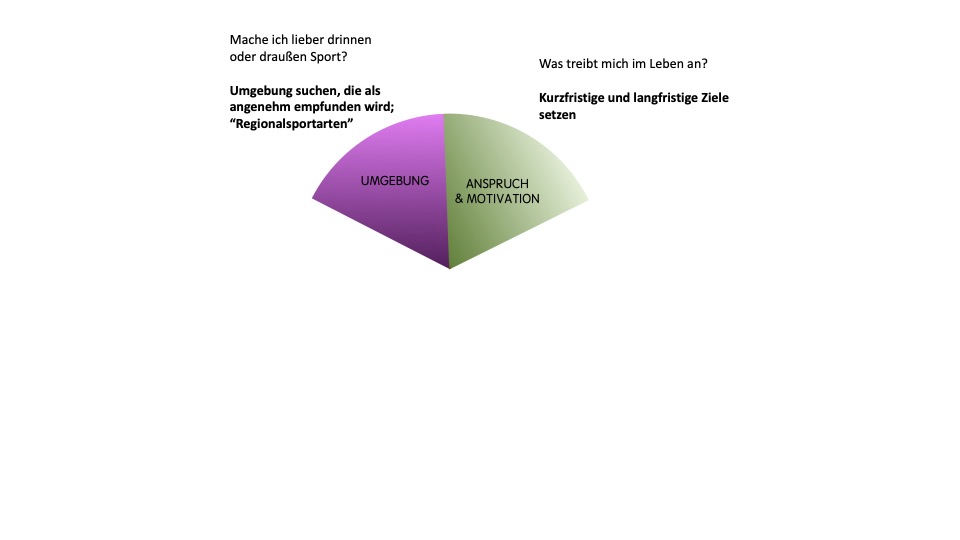 Mache ich lieber drinnen
oder draußen Sport?
Umgebung suchen, die als
angenehm empfunden wird;
“Regionalsportarten”
Was treibt mich im Leben an?
Kurzfristige und langfristige Ziele
setzen
UMGEBUNG
ANSPRUCH
& MOTIVATION